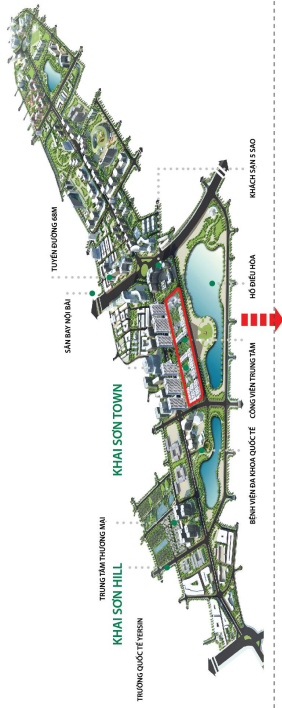 TRƯỜNG QUỐC TẾ YERSIN
KHAI SƠN HILL
TRUNG TÂM THƯƠNG MẠI
KHAI SƠN TOWN
SÂN BAY NỘI BÀI
TUYẾN ĐƯỜNG 68M
BỆNH VIỆN ĐA KHOA QUỐC TẾ
CÔNG VIÊN TRUNG TÂM
HỒ ĐIỀU HÒA
KHÁCH SẠN 5 SAO